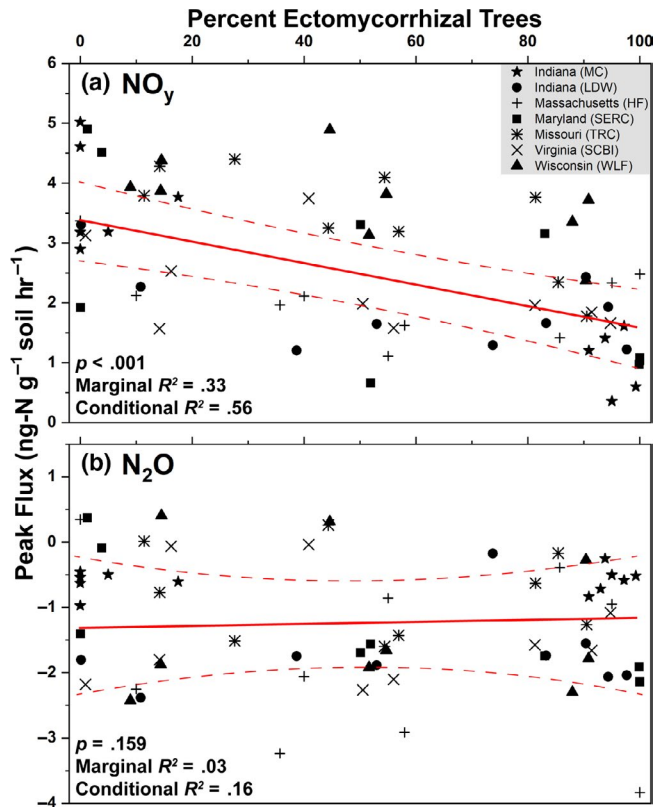 Percent Ectomycorrhizal Trees
0 20 40 60 80 100
(a) NOy
Indiana (MC)
Indiana (LDW)
Massachusetts (HF)
Maryland (SERC)
Missouri (TRC)
Virginia (SCBI)
Wisconsin (WLF)
6
5
4
3
2
1
0
p < .001
Marginal R² = .33
Conditional R² = .56
Peak Flux (ng-N g⁻¹ soil hr⁻¹)
(b) N₂O
1
0
−1
−2
−3
−4
p = .159
Marginal R² = .03
Conditional R² = .16